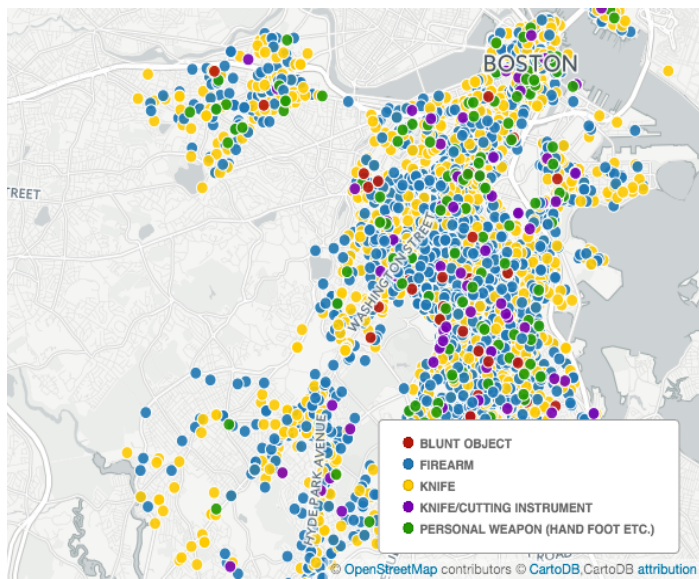 BOSTON
STREET
WASHINGTON STREET
HYDE PARK AVENUE
BLUNT OBJECT
FIREARM
KNIFE
KNIFE/CUTTING INSTRUMENT
PERSONAL WEAPON (HAND FOOT ETC.)
ROAD
© OpenStreetMap contributors © CartoDB,CartoDB attribution